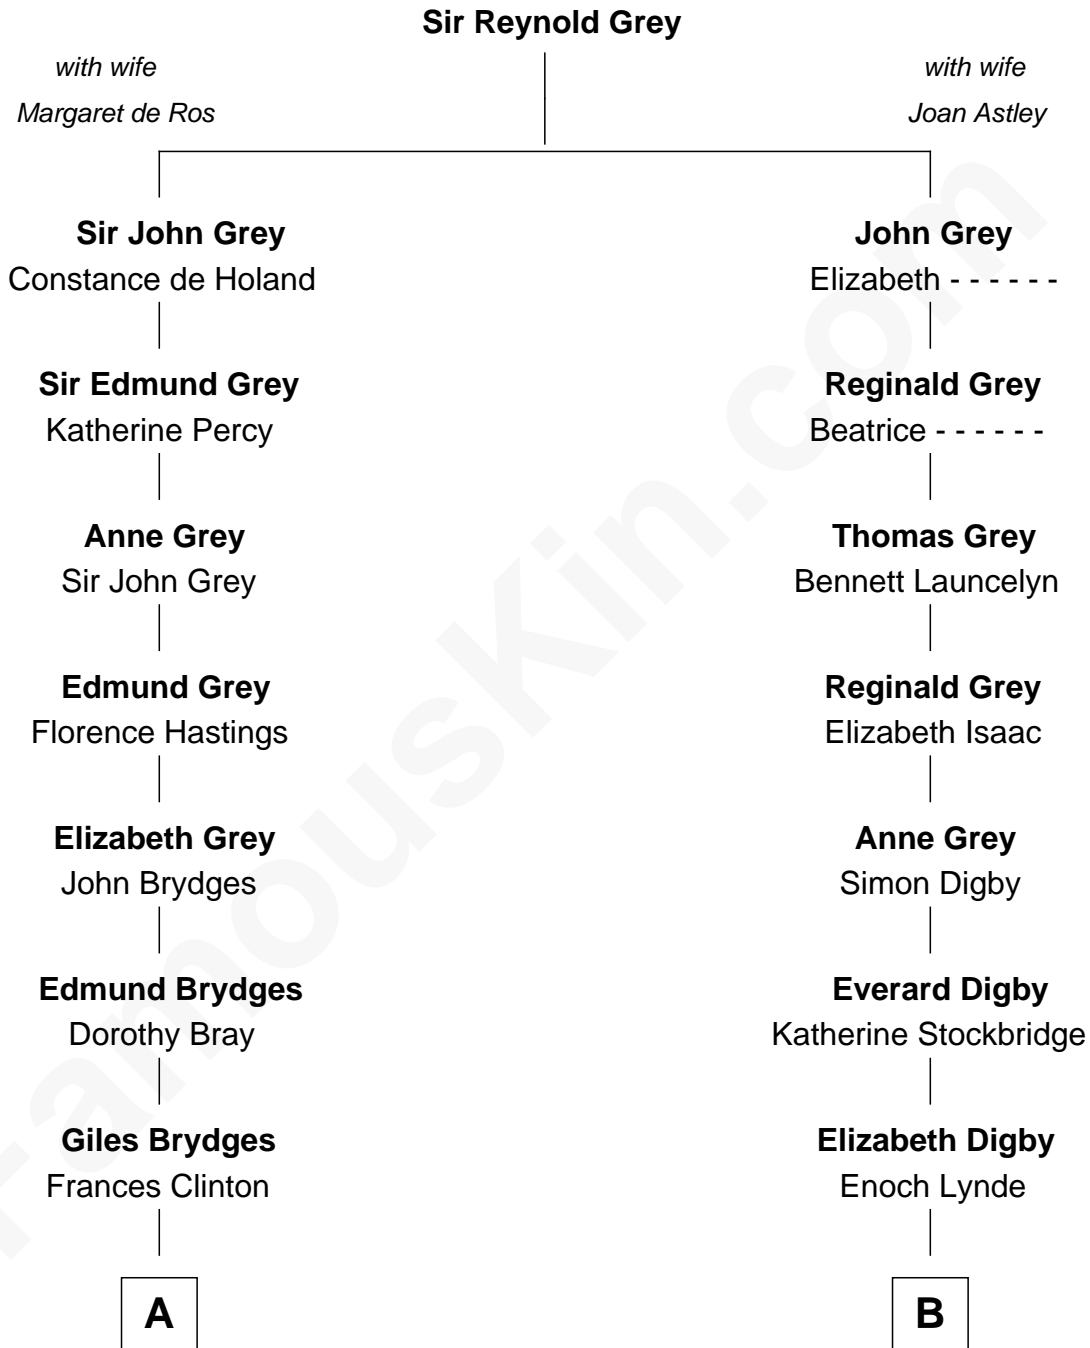 Sir Reynold Grey
with wife
Margaret de Ros
with wife
Joan Astley
Sir John Grey
Constance de Holand
John Grey
Elizabeth - - - - - -
Sir Edmund Grey
Katherine Percy
Reginald Grey
Beatrice - - - - - -
Anne Grey
Sir John Grey
Thomas Grey
Bennett Launcelyn
Edmund Grey
Florence Hastings
Reginald Grey
Elizabeth Isaac
Elizabeth Grey
John Brydges
Anne Grey
Simon Digby
Edmund Brydges
Dorothy Bray
Everard Digby
Katherine Stockbridge
Giles Brydges
Frances Clinton
Elizabeth Digby
Enoch Lynde
A
B
FamousKin.com